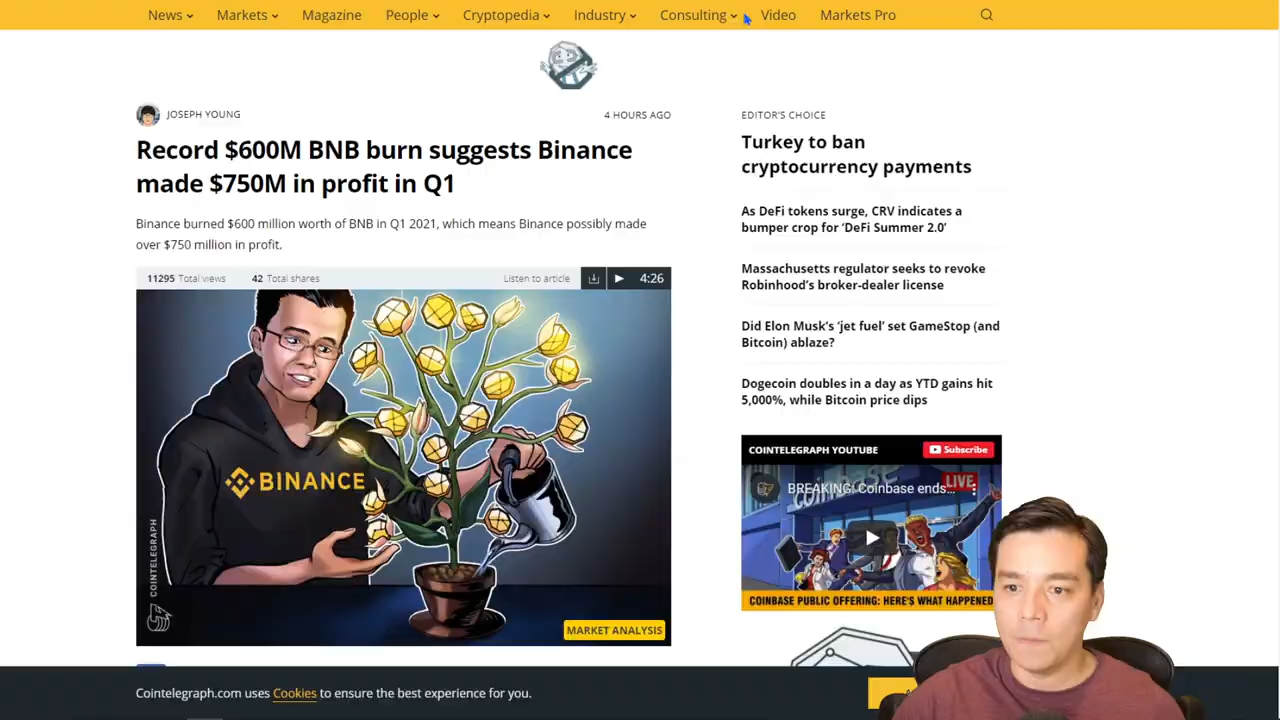 News Markets Magazine People Cryptopedia Industry Consulting Video Markets Pro
JOSEPH YOUNG
4 HOURS AGO
Record $600M BNB burn suggests Binance
made $750M in profit in Q1
Binance burned $600 million worth of BNB in Q1 2021, which means Binance possibly made
over $750 million in profit.
11295 Total views 42 Total shares Listen to article 4:26
BINANCE
COINTELEGRAPH
MARKET ANALYSIS
EDITOR'S CHOICE
Turkey to ban
cryptocurrency payments
As DeFi tokens surge, CRV indicates a
bumper crop for ‘DeFi Summer 2.0’
Massachusetts regulator seeks to revoke
Robinhood’s broker-dealer license
Did Elon Musk’s ‘jet fuel’ set GameStop (and
Bitcoin) ablaze?
Dogecoin doubles in a day as YTD gains hit
5,000%, while Bitcoin price dips
COINTELEGRAPH YOUTUBE Subscribe
BREAKING! Coinbase ends...
LIVE
COINBASE PUBLIC OFFERING: HERE'S WHAT HAPPENED
Cointelegraph.com uses Cookies to ensure the best experience for you.